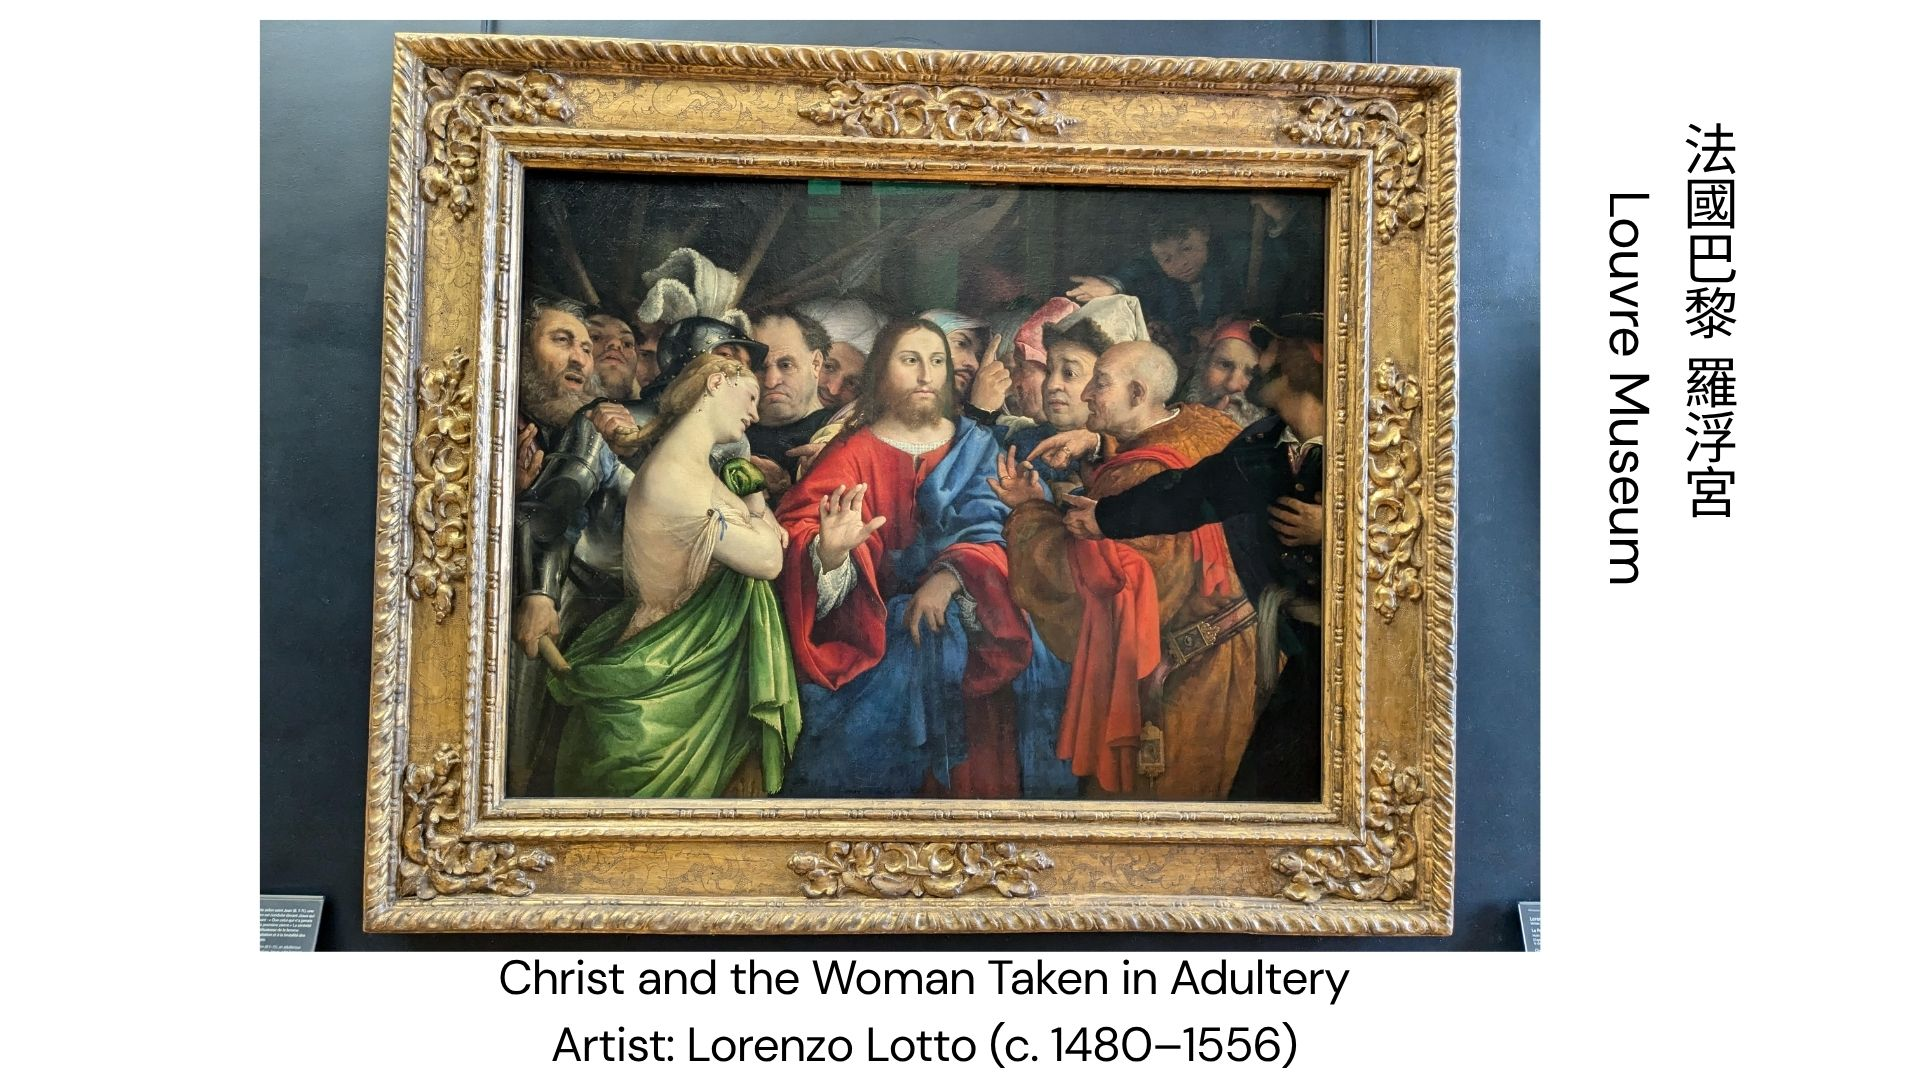 法國巴黎 羅浮宮
Louvre Museum
Christ and the Woman Taken in Adultery
Artist: Lorenzo Lotto (c. 1480–1556)